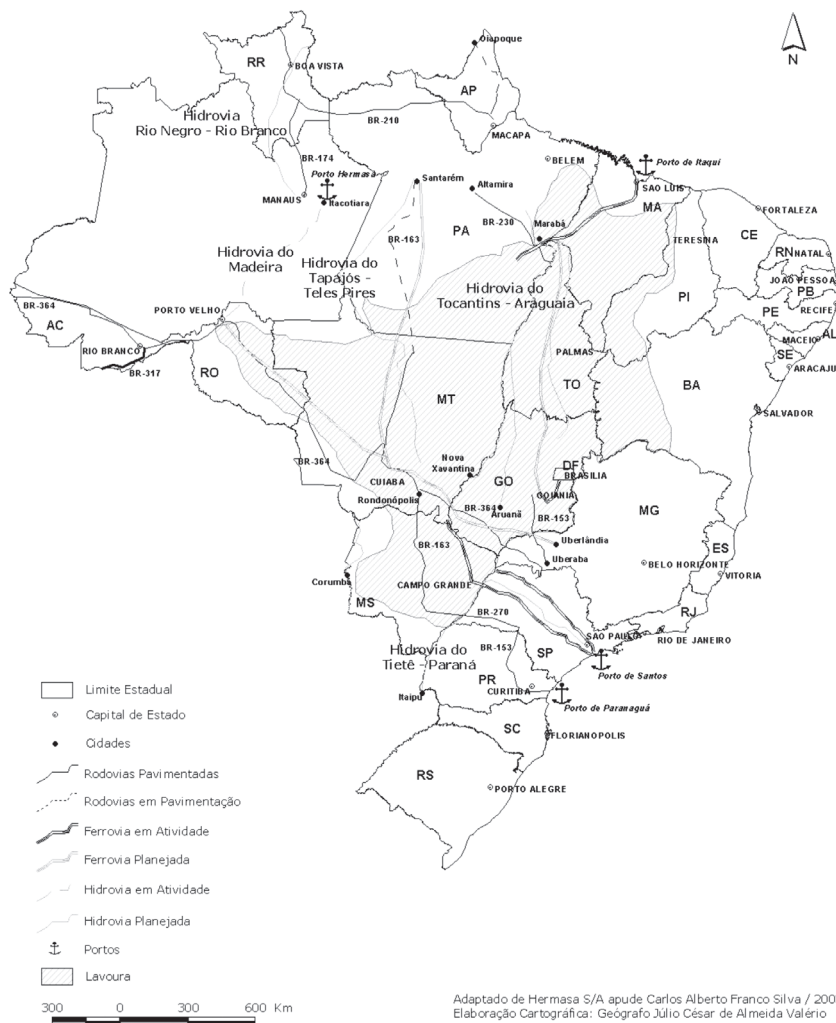 Oiapoque
N
RR
BOA VISTA
AP
Hidrovia
Rio Negro - Rio Branco
BR-210
MACAPA
BR-174
BELEM
Porto de Itaqui
Porto Hermasa
Santarém
Altamira
SAO LUIS
MANAUS
Itacotiara
MA
FORTALEZA
BR-163
PA
BR-230
Marabá
TERESINA
CE
RN
NATAL
Hidrovia do
Madeira
Hidrovia do
Tapajós -
Teles Pires
Hidrovia do
Tocantins - Araguaia
JOÃO PESSOA
PB
BR-364
PORTO VELHO
PI
PE
RECIFE
AC
RIO BRANCO
BR-317
PALMAS
MACEIO
AL
SE
ARACAJU
RO
TO
BA
MT
SALVADOR
Nova
Xavantina
DF
BRASILIA
BR-364
CUIABA
GO
Rondonópolis
GOIANIA
BR-364
Aruanã
BR-153
MG
BR-163
Uberlândia
Uberaba
ES
BELO HORIZONTE
VITORIA
Corumba
CAMPO GRANDE
MS
BR-270
RJ
SAO PAULO
RIO DE JANEIRO
Hidrovia do
Tietê - Paraná
BR-153
SP
Porto de Santos
PR
CURITIBA
Itaipú
Porto de Paranaguá
SC
FLORIANOPOLIS
RS
PORTO ALEGRE
Limite Estadual
Capital de Estado
Cidades
Rodovias Pavimentadas
Rodovias em Pavimentação
Ferrovia em Atividade
Ferrovia Planejada
Hidrovia em Atividade
Hidrovia Planejada
Portos
Lavoura
300 0 300 600 Km
Adaptado de Hermasa S/A apude Carlos Alberto Franco Silva / 200
Elaboração Cartográfica: Geógrafo Júlio César de Almeida Valério